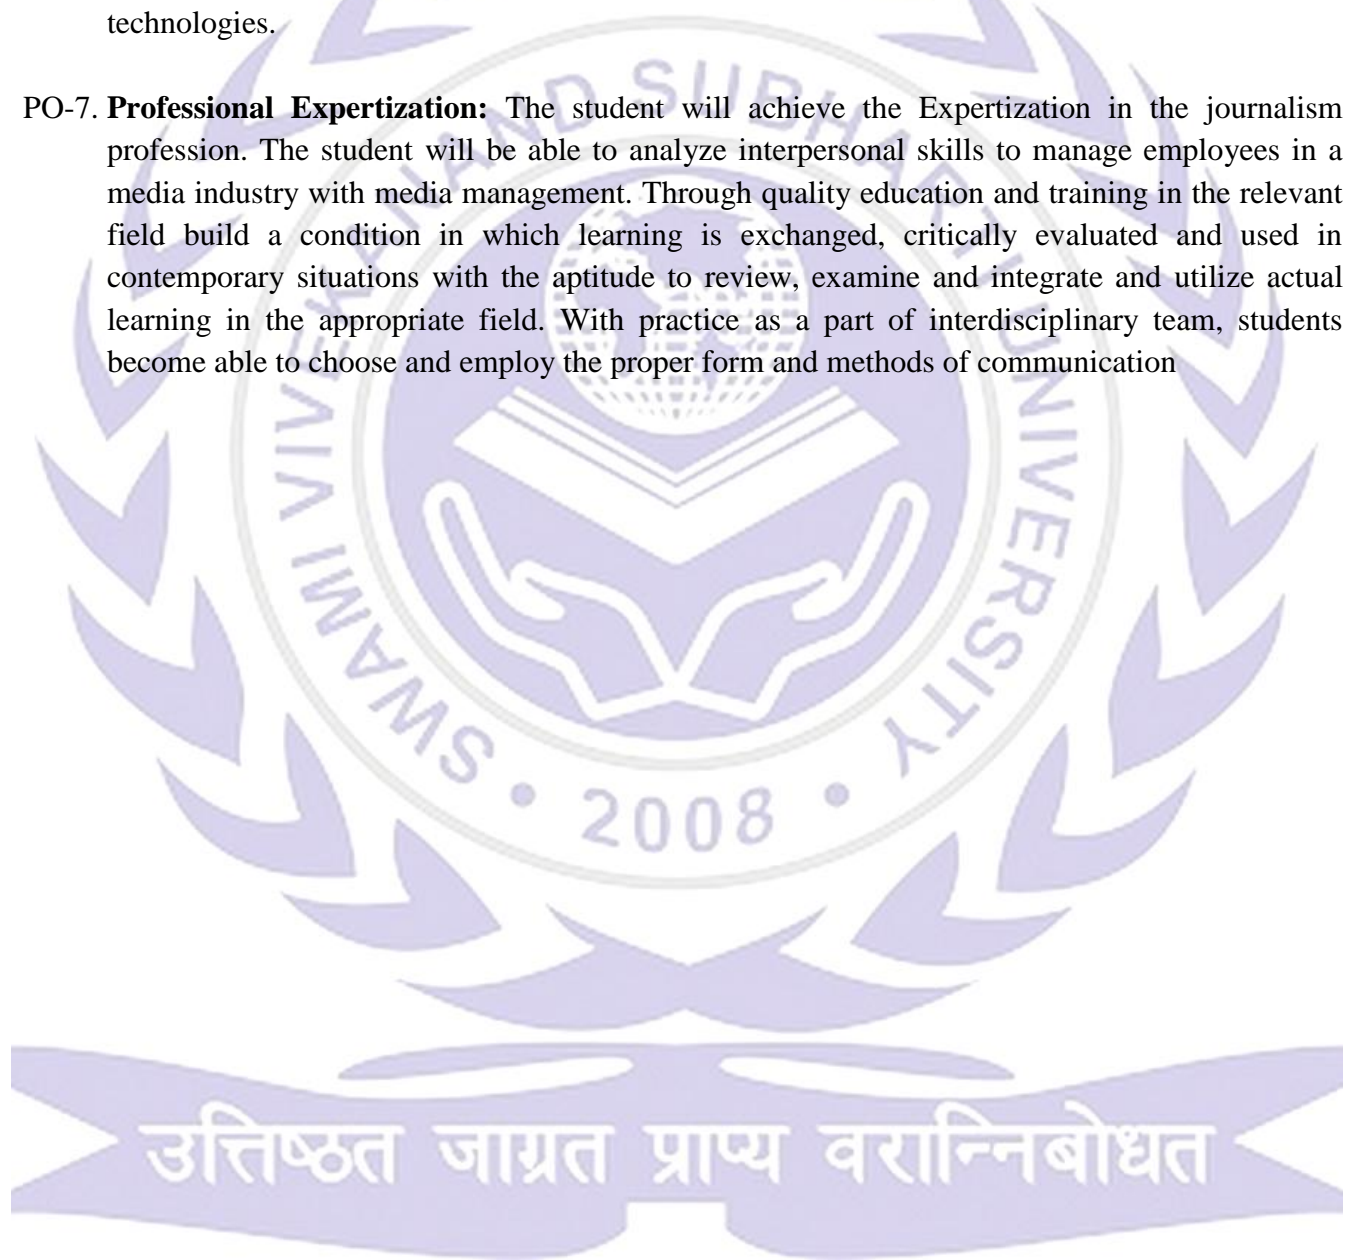 technologies.
PO-7. Professional Expertization: The student will achieve the Expertization in the journalism
profession. The student will be able to analyze interpersonal skills to manage employees in a
media industry with media management. Through quality education and training in the relevant
field build a condition in which learning is exchanged, critically evaluated and used in
contemporary situations with the aptitude to review, examine and integrate and utilize actual
learning in the appropriate field. With practice as a part of interdisciplinary team, students
become able to choose and employ the proper form and methods of communication
SWAMI VIVEKANAND SUBHARTI UNIVERSITY
• 2008 •
उत्तिष्ठत जाग्रत प्राप्य वरान्निबोधत